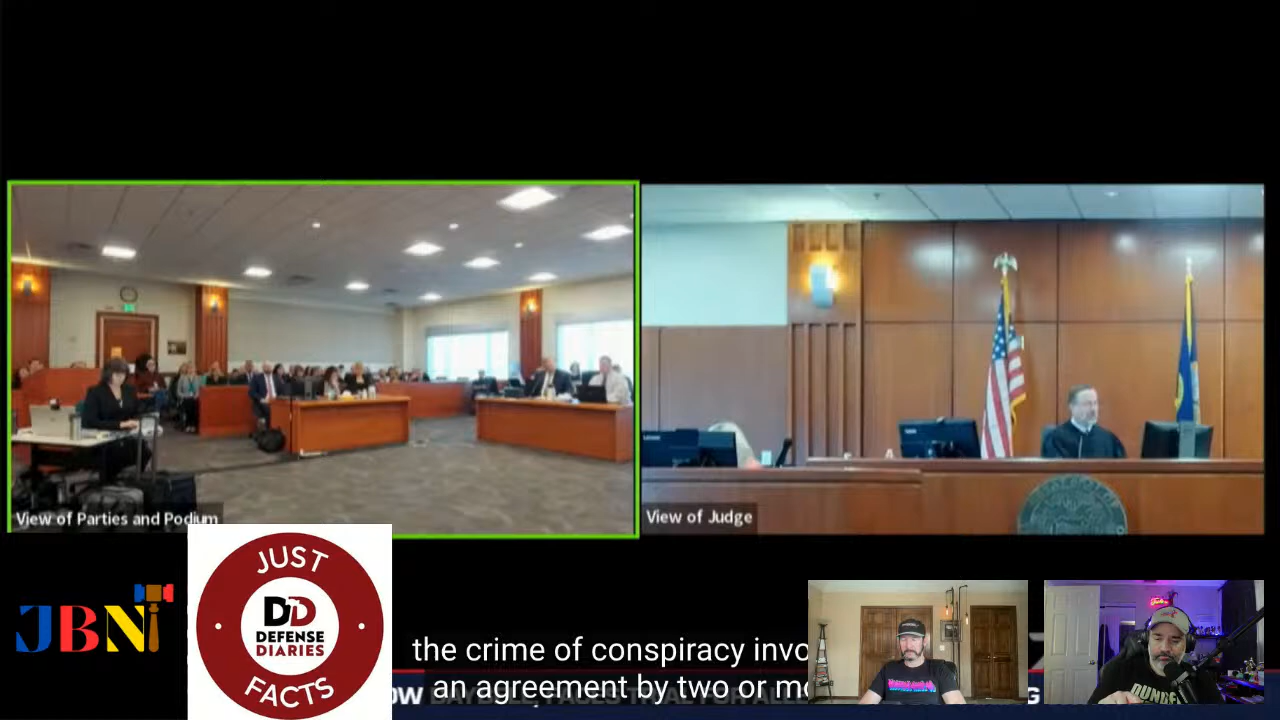 View of Parties and Podium
View of Judge
JBN
JUST
DD
DEFENSE
DIARIES
FACTS
the crime of conspiracy invo
an agreement by two or mo